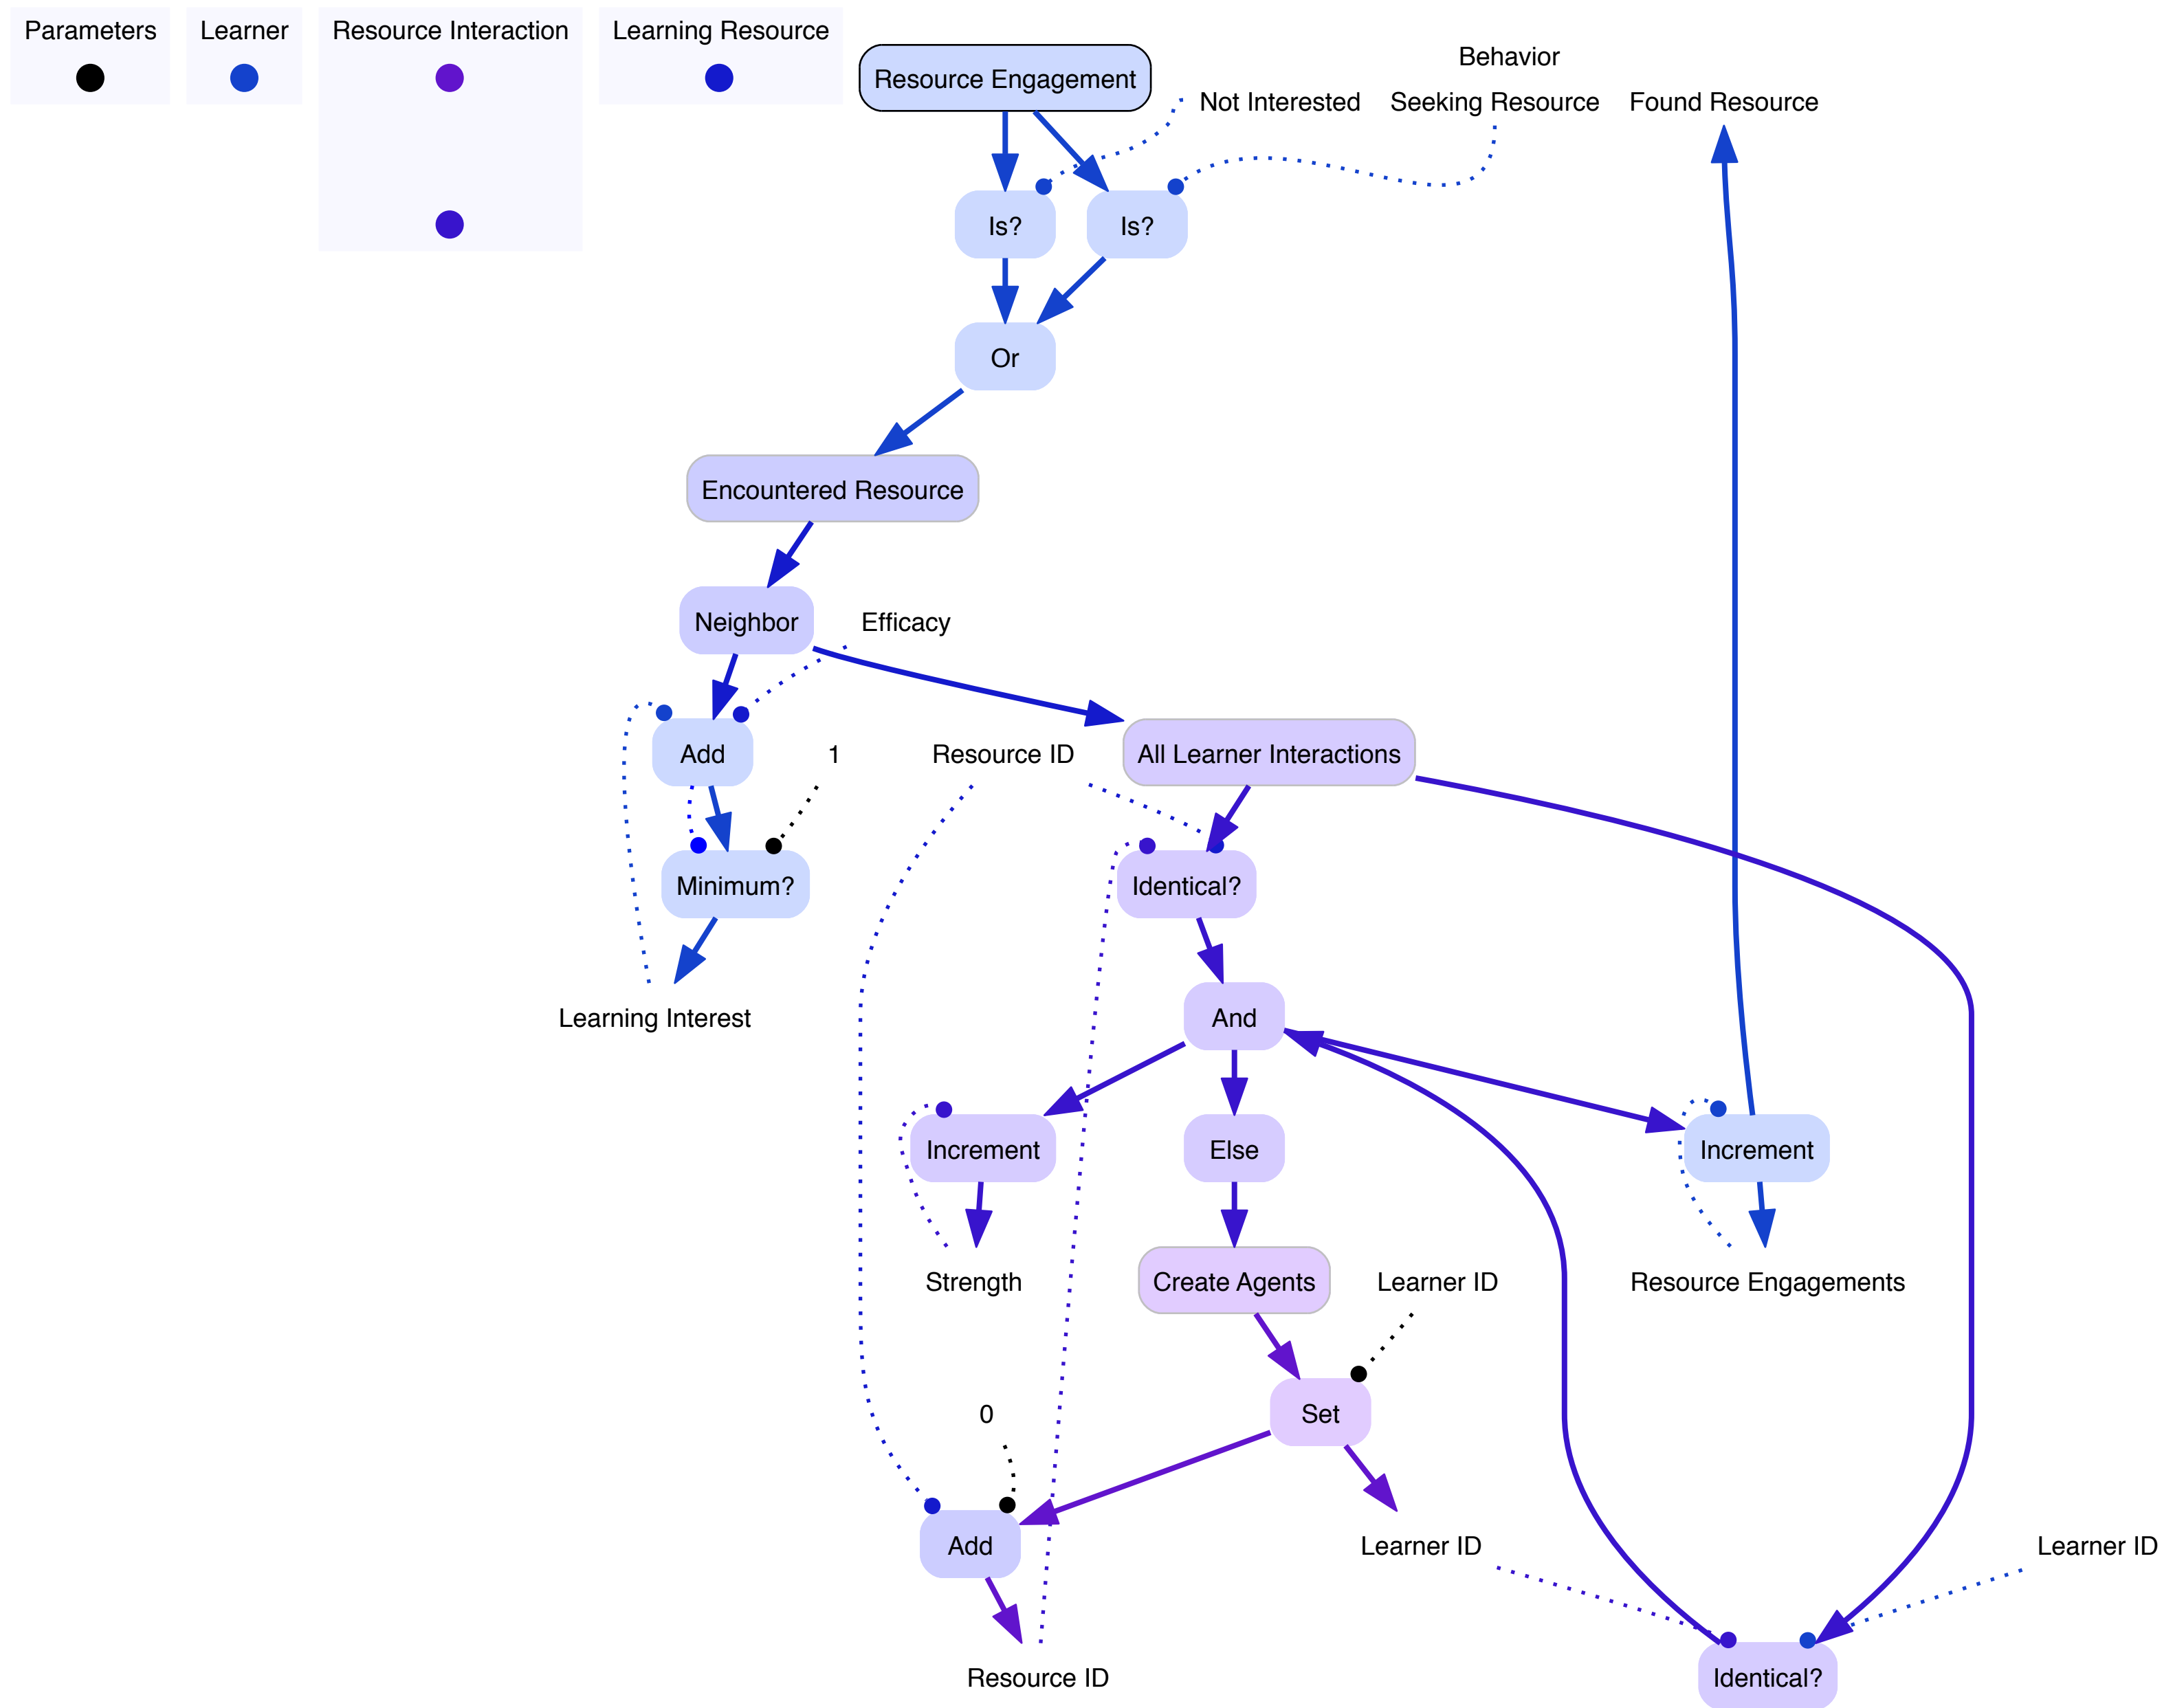 Parameters
Learner
Resource Interaction
Learning Resource
Resource Engagement
Behavior
Not Interested
Seeking Resource
Found Resource
Is?
Is?
Or
Encountered Resource
Neighbor
Efficacy
Add
1
Resource ID
All Learner Interactions
Minimum?
Identical?
Learning Interest
And
Increment
Else
Increment
Strength
Create Agents
Learner ID
Resource Engagements
0
Set
Add
Learner ID
Learner ID
Resource ID
Identical?